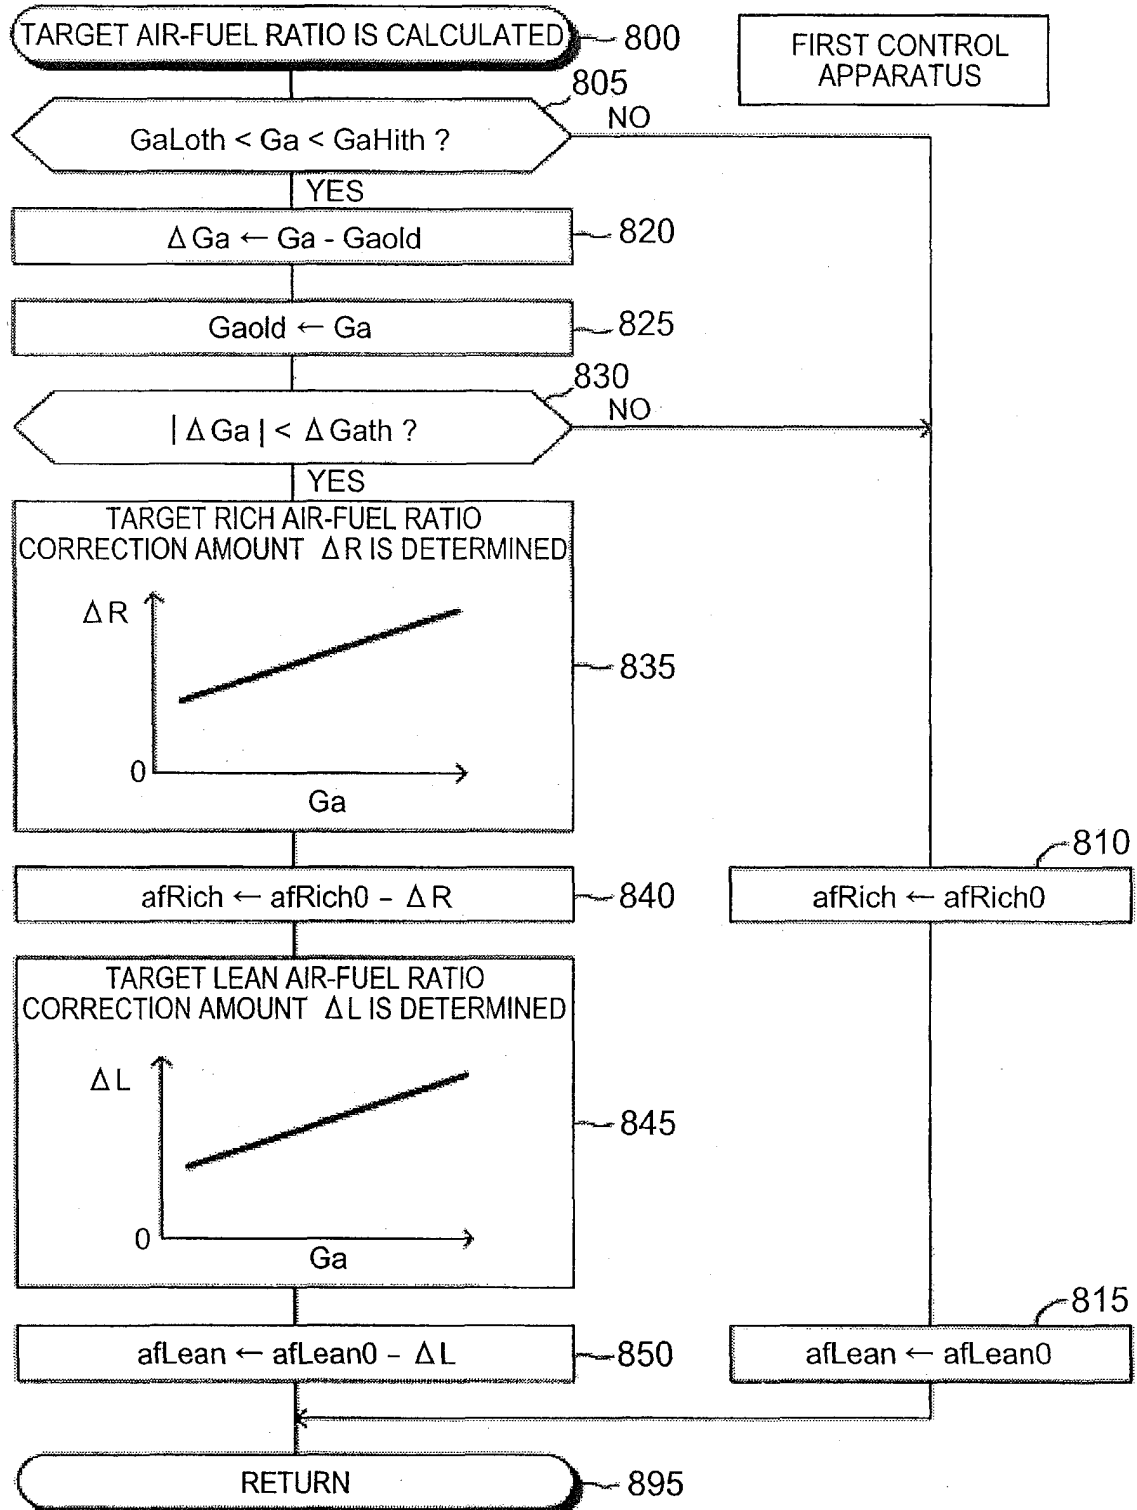 TARGET AIR-FUEL RATIO IS CALCULATED
800
FIRST CONTROL
APPARATUS
805
GaLoth < Ga < GaHith ?
NO
YES
Δ Ga ← Ga - Gaold
820
Gaold ← Ga
825
830
| Δ Ga | < Δ Gath ?
NO
YES
TARGET RICH AIR-FUEL RATIO
CORRECTION AMOUNT Δ R IS DETERMINED
Δ R
0
Ga
835
afRich ← afRich0 - Δ R
840
810
afRich ← afRich0
TARGET LEAN AIR-FUEL RATIO
CORRECTION AMOUNT Δ L IS DETERMINED
Δ L
0
Ga
845
afLean ← afLean0 - Δ L
850
815
afLean ← afLean0
RETURN
895